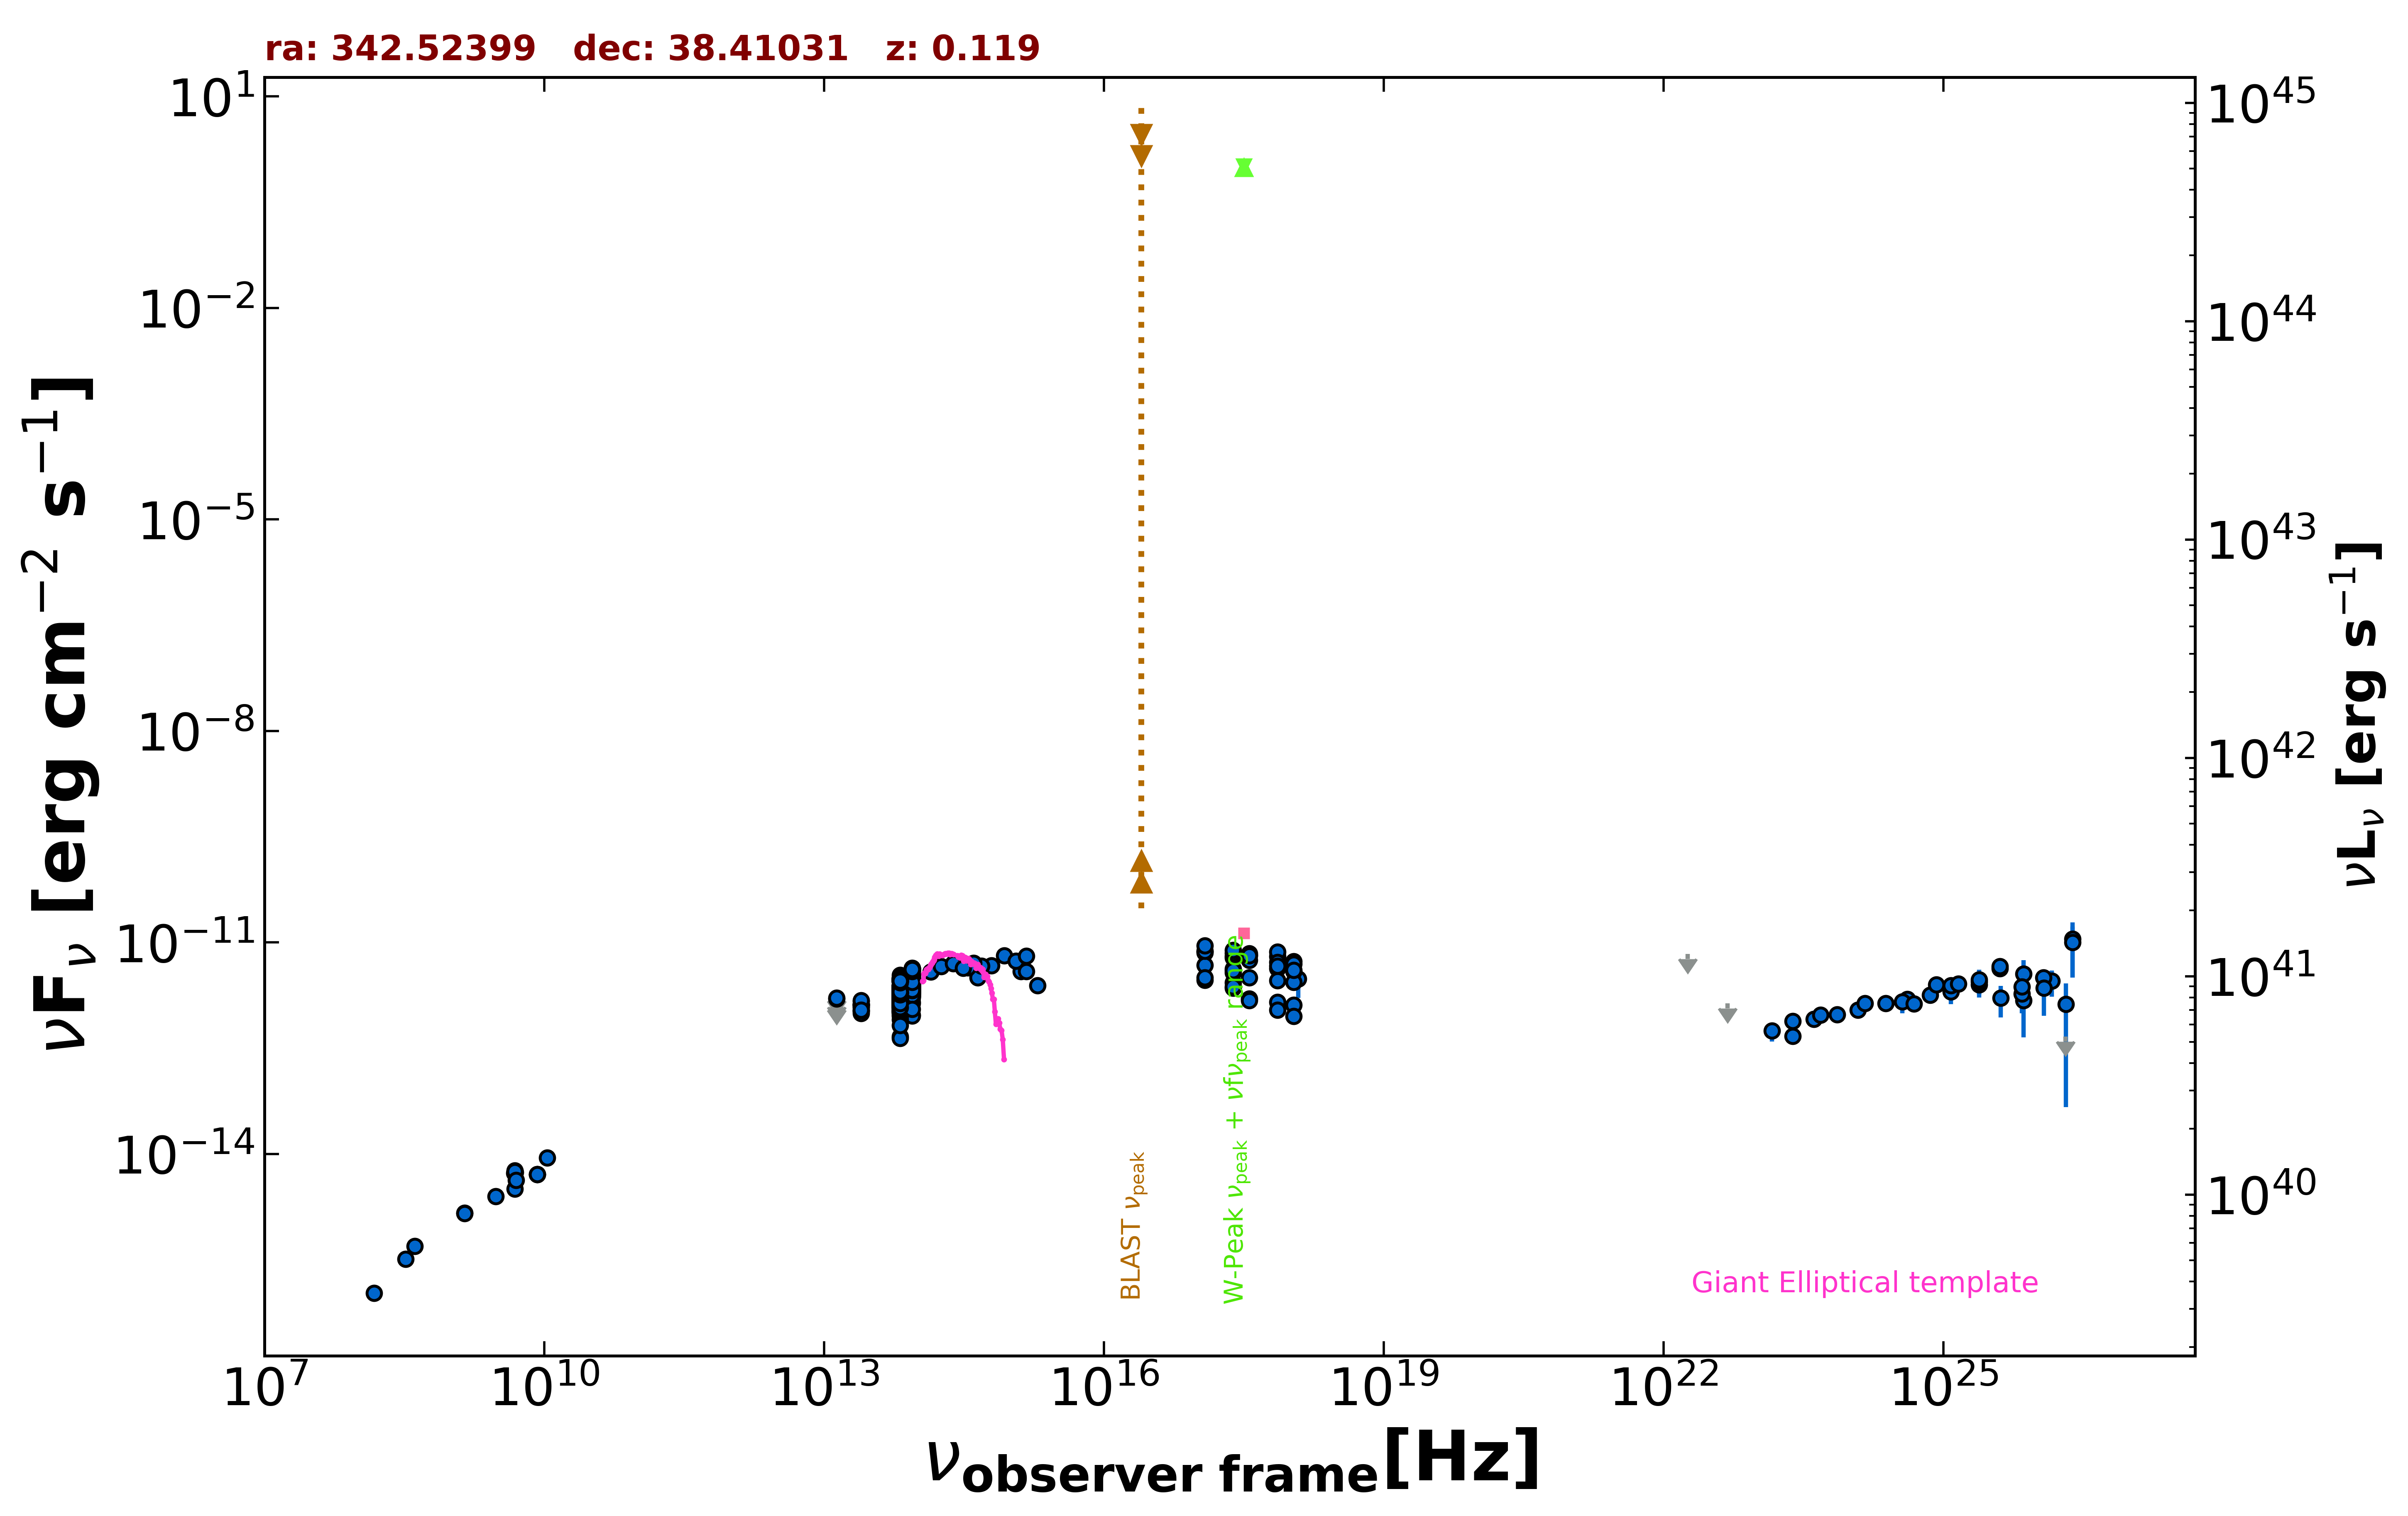 ra: 342.52399 dec: 38.41031 z: 0.119
10^1
10^-2
10^-5
10^-8
10^-11
10^-14
νF_ν [erg cm^-2 s^-1]
10^45
10^44
10^43
10^42
10^41
10^40
νL_ν [erg s^-1]
BLAST ν_peak
W-Peak ν_peak + νfν_peak range
Giant Elliptical template
10^7 10^10 10^13 10^16 10^19 10^22 10^25
ν_observer frame [Hz]